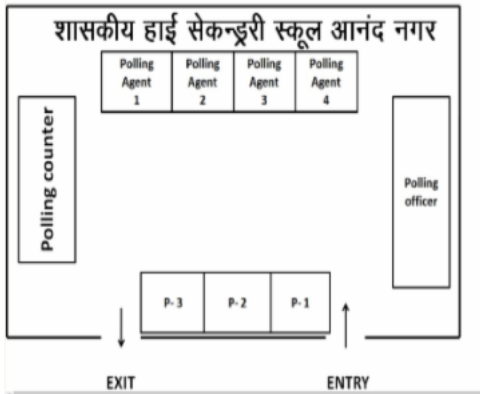 शासकीय हाई सेकन्ड्ररी स्कूल आनंद नगर
Polling Agent 1
Polling Agent 2
Polling Agent 3
Polling Agent 4
Polling counter
Polling officer
P-3
P-2
P-1
EXIT
ENTRY